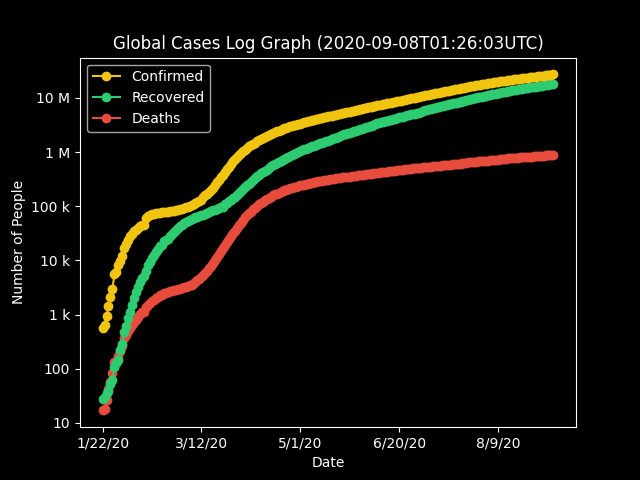 Global Cases Log Graph (2020-09-08T01:26:03UTC)
Confirmed
Recovered
Deaths
Number of People
10 M
1 M
100 k
10 k
1 k
100
10
1/22/20
3/12/20
5/1/20
6/20/20
8/9/20
Date